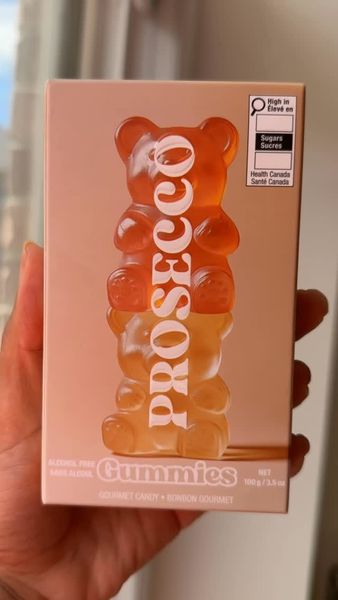 High in
Élevé en
Sugars
Sucres
Health Canada
Santé Canada
PROSECCO
ALCOHOL FREE
SANS ALCOOL
Gummies
NET
100 g / 3.5 oz
GOURMET CANDY • BONBON GOURMET